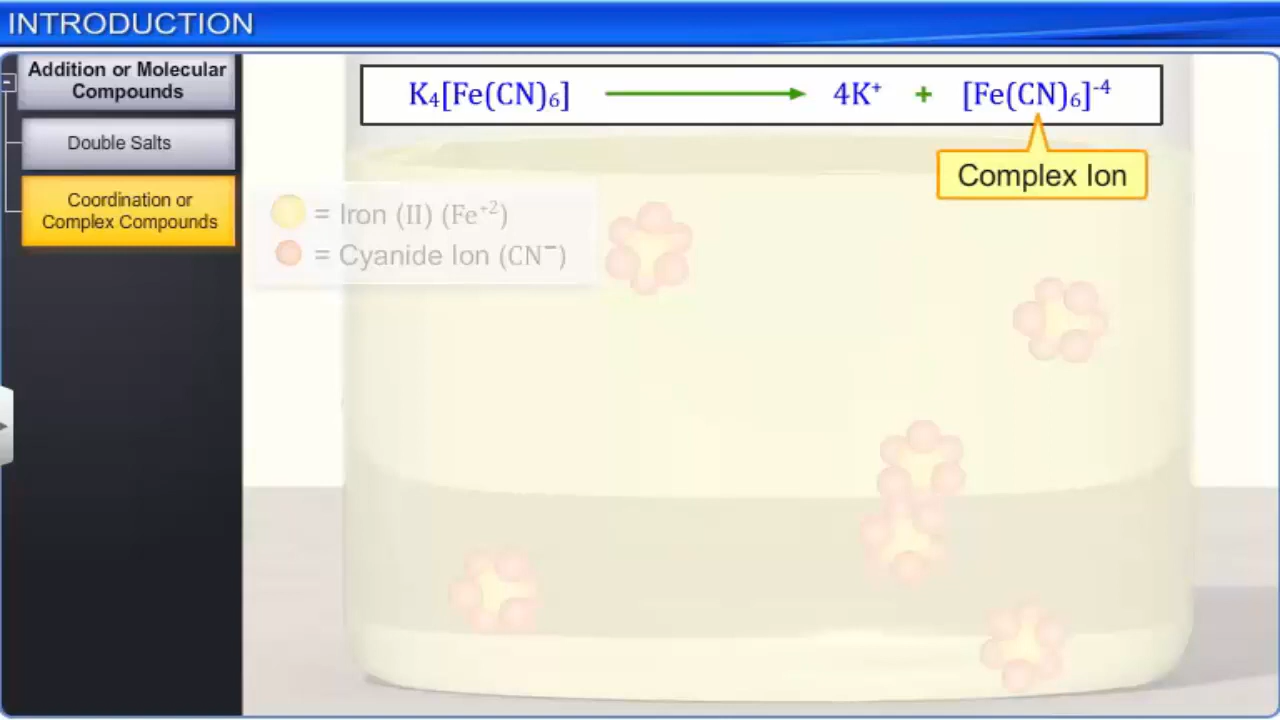 INTRODUCTION
Addition or Molecular
Compounds
Double Salts
Coordination or
Complex Compounds
K₄[Fe(CN)₆] → 4K⁺ + [Fe(CN)₆]⁻⁴
Complex Ion
= Iron (II) (Fe⁺²)
= Cyanide Ion (CN⁻)